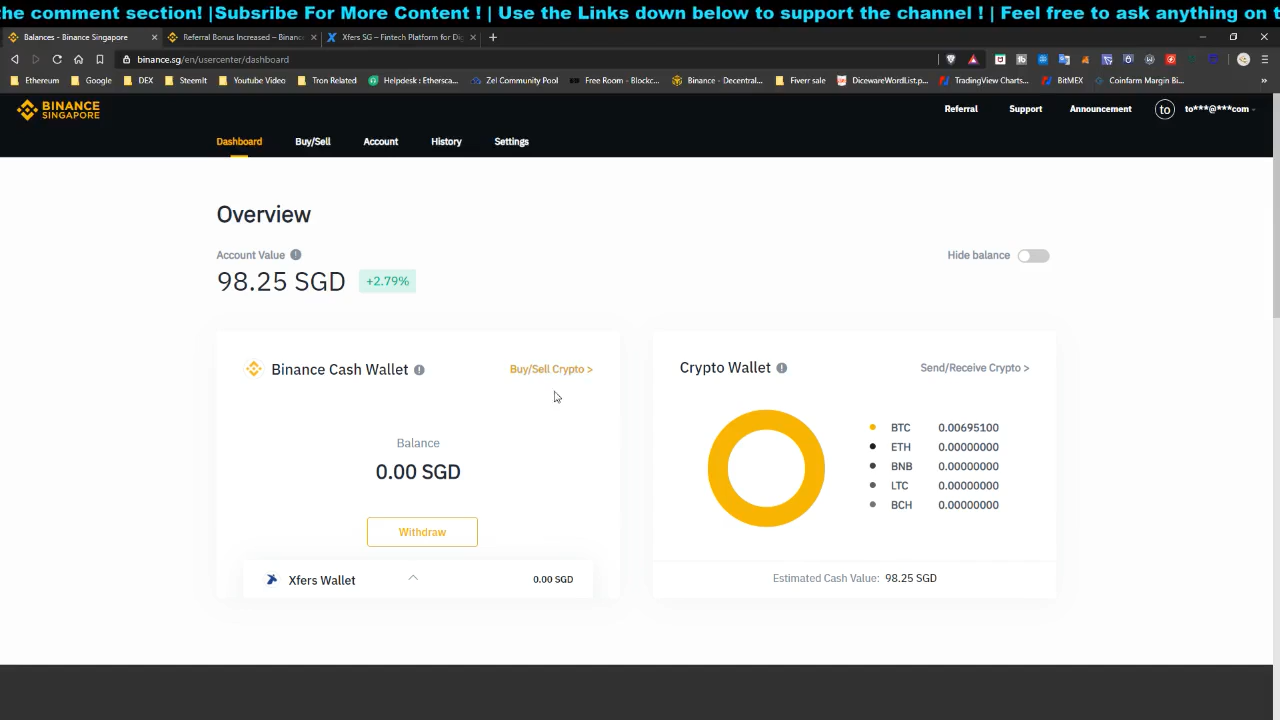 he comment section! |Subsribe For More Content ! | Use the Links down below to support the channel ! | Feel free to ask anything on t
Balances - Binance Singapore
Referral Bonus Increased – Binanc
Xfers SG – Fintech Platform for Dig
binance.sg/en/usercenter/dashboard
Ethereum Google DEX SteemIt Youtube Video Tron Related Helpdesk : Ethersca... Zel Community Pool Free Room - Blockc... Binance - Decentral... Fiverr sale DicewareWordList.p... TradingView Charts... BitMEX Coinfarm Margin Bi...
BINANCE
SINGAPORE
Referral Support Announcement to to***@***com
Dashboard Buy/Sell Account History Settings
Overview
Account Value
Hide balance
98.25 SGD +2.79%
Binance Cash Wallet Buy/Sell Crypto >
Balance
0.00 SGD
Withdraw
Xfers Wallet 0.00 SGD
Crypto Wallet Send/Receive Crypto >
BTC 0.00695100
ETH 0.00000000
BNB 0.00000000
LTC 0.00000000
BCH 0.00000000
Estimated Cash Value: 98.25 SGD